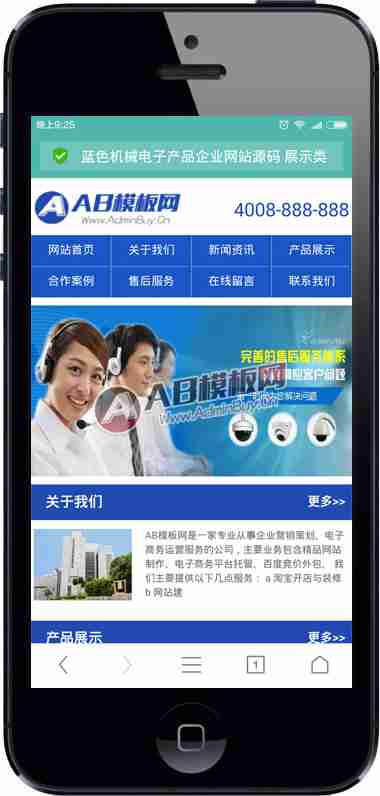 晚上9:25
蓝色机械电子产品企业网站源码 展示类
AB模板网
Www.AdminBuy.Cn
4008-888-888
网站首页 关于我们 新闻资讯 产品展示
合作案例 售后服务 在线留言 联系我们
完善的售后服务体系
应客户问题
解决问题
AB模板网
Www.AdminBuy.cn
关于我们 更多>>
AB模板网是一家专业从事企业营销策划、电子
商务运营服务的公司，主要业务包含精品网站
制作、电子商务平台托管、百度竞价外包、 我
们主要提供以下几点服务： a 淘宝开店与装修
b 网站建
产品展示 更多>>
1